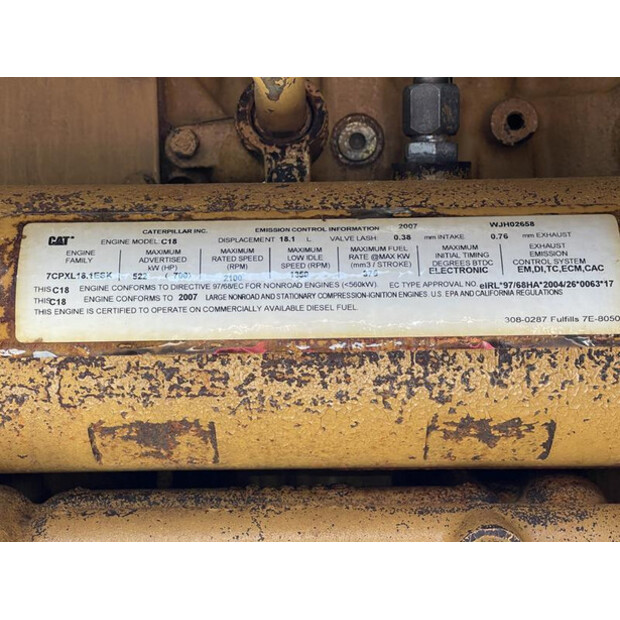 CAT CATERPILLAR INC. EMISSION CONTROL INFORMATION 2007 WJH02658
ENGINE MODEL C18 DISPLACEMENT 18.1 L VALVE LASH: 0.38 mm INTAKE 0.76 mm EXHAUST
ENGINE FAMILY MAXIMUM ADVERTISED kW (HP) MAXIMUM RATED SPEED (RPM) MAXIMUM LOW IDLE SPEED (RPM) MAXIMUM FUEL RATE @MAX KW (mm3 / STROKE) MAXIMUM INITIAL TIMING DEGREES BTDC EXHAUST EMISSION CONTROL SYSTEM
7CPXL18.1ESK 522 ( 700) 2100 1350 ELECTRONIC EM,DI,TC,ECM,CAC
THIS C18 ENGINE CONFORMS TO DIRECTIVE 97/68/EC FOR NONROAD ENGINES (<560kW). EC TYPE APPROVAL NO. eIRL*97/68HA*2004/26*0063*17
THIS C18 ENGINE CONFORMS TO 2007 LARGE NONROAD AND STATIONARY COMPRESSION-IGNITION ENGINES. U.S. EPA AND CALIFORNIA REGULATIONS
THIS ENGINE IS CERTIFIED TO OPERATE ON COMMERCIALLY AVAILABLE DIESEL FUEL.
308-0287 Fulfills 7E-8050